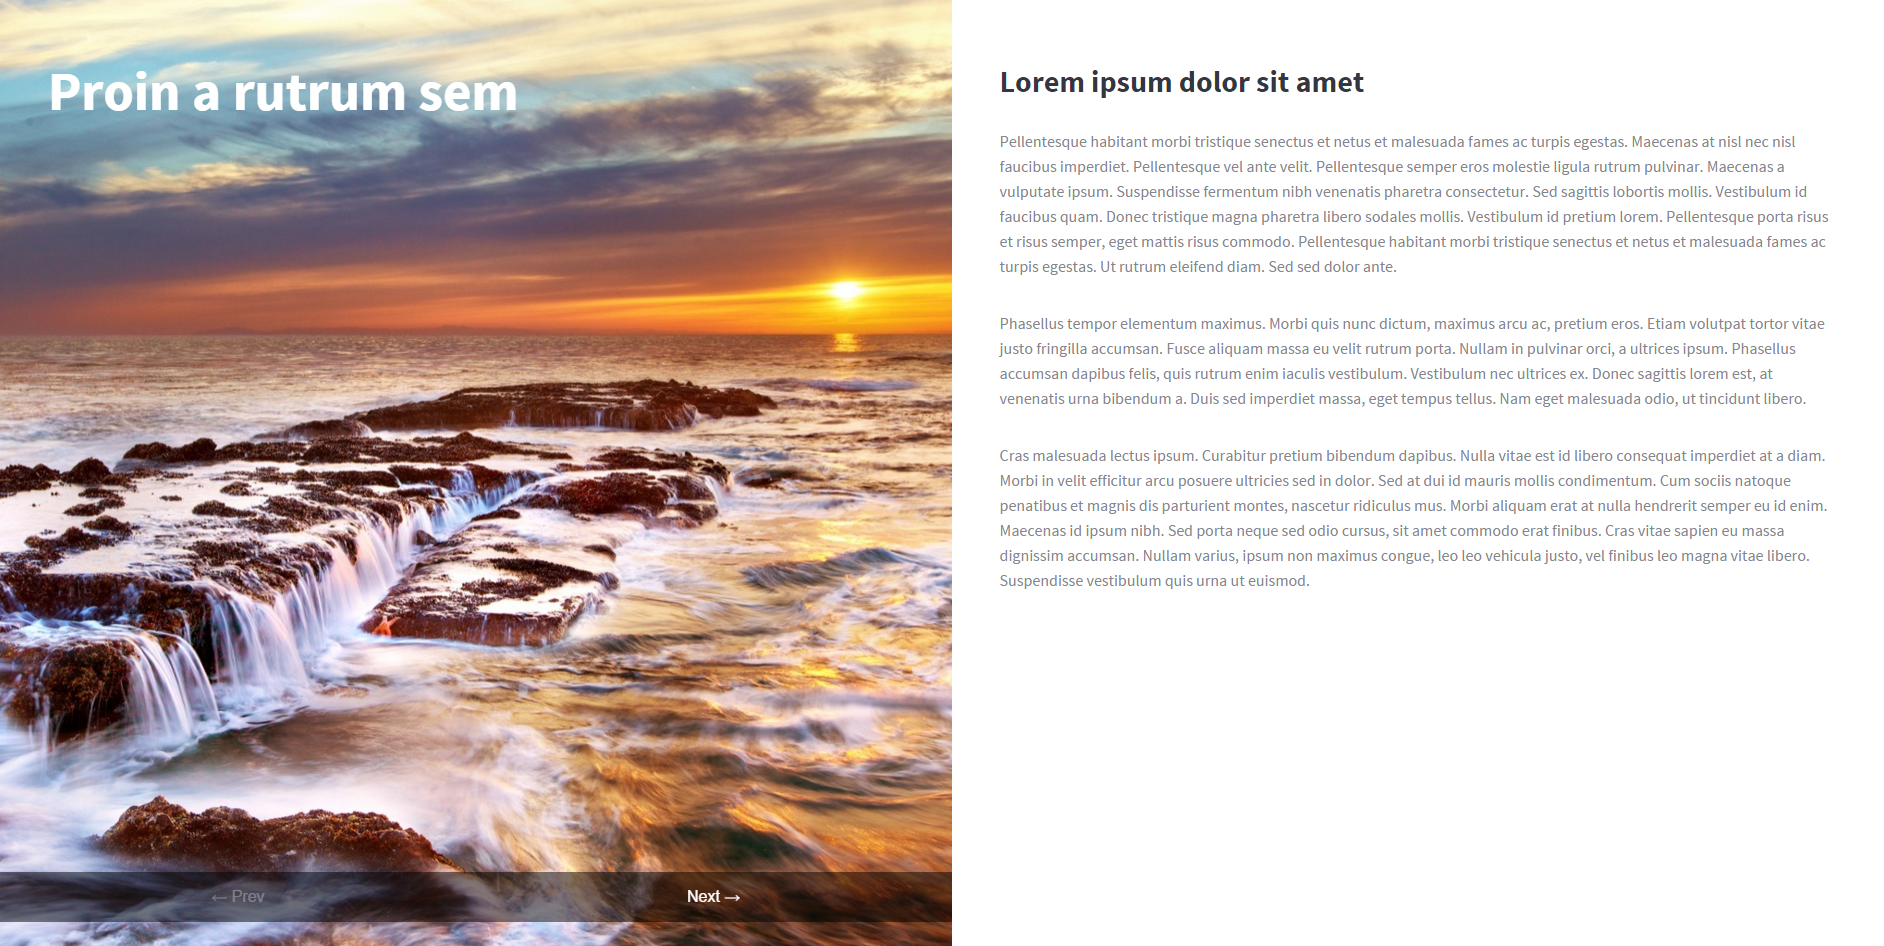 Proin a rutrum sem
← Prev
Next →
Lorem ipsum dolor sit amet
Pellentesque habitant morbi tristique senectus et netus et malesuada fames ac turpis egestas. Maecenas at nisl nec nisl
faucibus imperdiet. Pellentesque vel ante velit. Pellentesque semper eros molestie ligula rutrum pulvinar. Maecenas a
vulputate ipsum. Suspendisse fermentum nibh venenatis pharetra consectetur. Sed sagittis lobortis mollis. Vestibulum id
faucibus quam. Donec tristique magna pharetra libero sodales mollis. Vestibulum id pretium lorem. Pellentesque porta risus
et risus semper, eget mattis risus commodo. Pellentesque habitant morbi tristique senectus et netus et malesuada fames ac
turpis egestas. Ut rutrum eleifend diam. Sed sed dolor ante.
Phasellus tempor elementum maximus. Morbi quis nunc dictum, maximus arcu ac, pretium eros. Etiam volutpat tortor vitae
justo fringilla accumsan. Fusce aliquam massa eu velit rutrum porta. Nullam in pulvinar orci, a ultrices ipsum. Phasellus
accumsan dapibus felis, quis rutrum enim iaculis vestibulum. Vestibulum nec ultrices ex. Donec sagittis lorem est, at
venenatis urna bibendum a. Duis sed imperdiet massa, eget tempus tellus. Nam eget malesuada odio, ut tincidunt libero.
Cras malesuada lectus ipsum. Curabitur pretium bibendum dapibus. Nulla vitae est id libero consequat imperdiet at a diam.
Morbi in velit efficitur arcu posuere ultricies sed in dolor. Sed at dui id mauris mollis condimentum. Cum sociis natoque
penatibus et magnis dis parturient montes, nascetur ridiculus mus. Morbi aliquam erat at nulla hendrerit semper eu id enim.
Maecenas id ipsum nibh. Sed porta neque sed odio cursus, sit amet commodo erat finibus. Cras vitae sapien eu massa
dignissim accumsan. Nullam varius, ipsum non maximus congue, leo leo vehicula justo, vel finibus leo magna vitae libero.
Suspendisse vestibulum quis urna ut euismod.